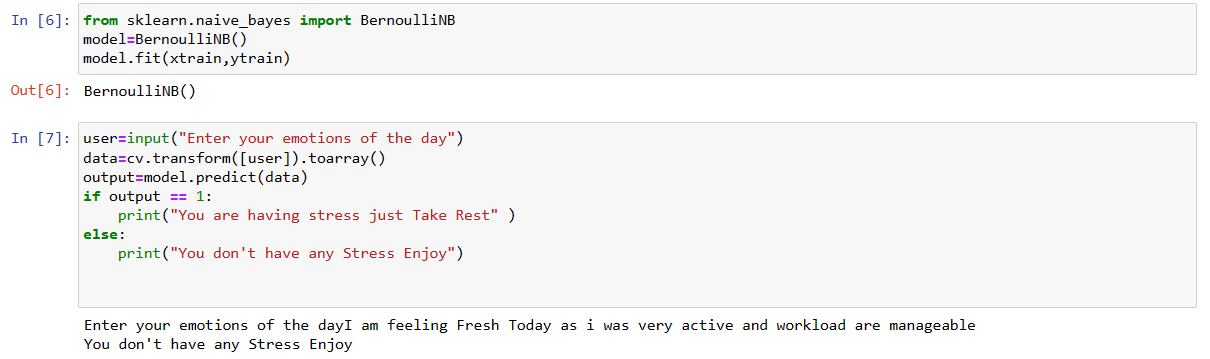 In [6]: from sklearn.naive_bayes import BernoulliNB
model=BernoulliNB()
model.fit(xtrain,ytrain)
Out[6]: BernoulliNB()
In [7]: user=input("Enter your emotions of the day")
data=cv.transform([user]).toarray()
output=model.predict(data)
if output == 1:
    print("You are having stress just Take Rest" )
else:
    print("You don't have any Stress Enjoy")
Enter your emotions of the dayI am feeling Fresh Today as i was very active and workload are manageable
You don't have any Stress Enjoy